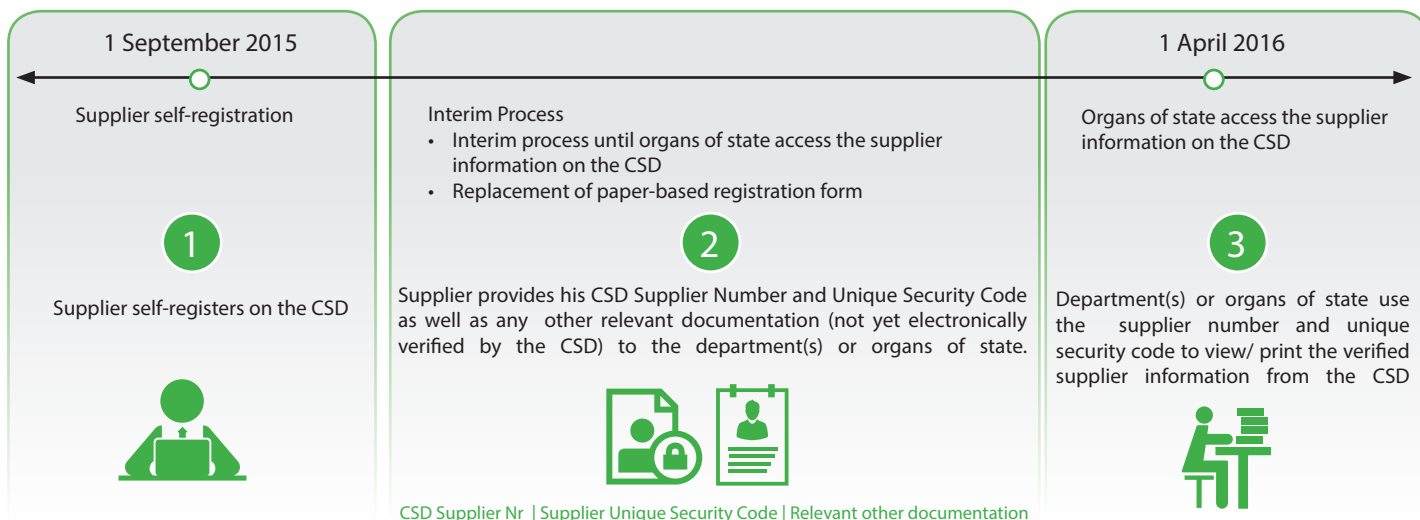 1 September 2015
Supplier self-registration
1
Supplier self-registers on the CSD
Interim Process
• Interim process until organs of state access the supplier
information on the CSD
• Replacement of paper-based registration form
2
Supplier provides his CSD Supplier Number and Unique Security Code
as well as any other relevant documentation (not yet electronically
verified by the CSD) to the department(s) or organs of state.
CSD Supplier Nr | Supplier Unique Security Code | Relevant other documentation
1 April 2016
Organs of state access the supplier
information on the CSD
3
Department(s) or organs of state use
the supplier number and unique
security code to view/ print the verified
supplier information from the CSD